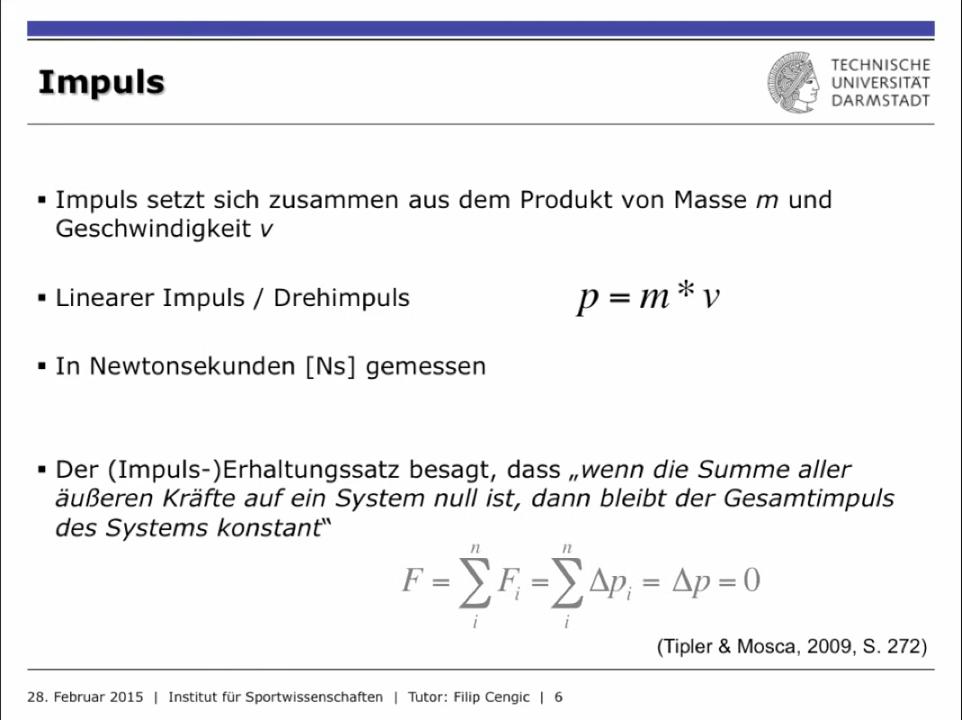 Impuls
TECHNISCHE
UNIVERSITÄT
DARMSTADT
▪ Impuls setzt sich zusammen aus dem Produkt von Masse m und
Geschwindigkeit v
▪ Linearer Impuls / Drehimpuls
p = m * v
▪ In Newtonsekunden [Ns] gemessen
▪ Der (Impuls-)Erhaltungssatz besagt, dass „wenn die Summe aller
äußeren Kräfte auf ein System null ist, dann bleibt der Gesamtimpuls
des Systems konstant“
F = ∑_i^n F_i = ∑_i^n Δp_i = Δp = 0
(Tipler & Mosca, 2009, S. 272)
28. Februar 2015 | Institut für Sportwissenschaften | Tutor: Filip Cengic | 6